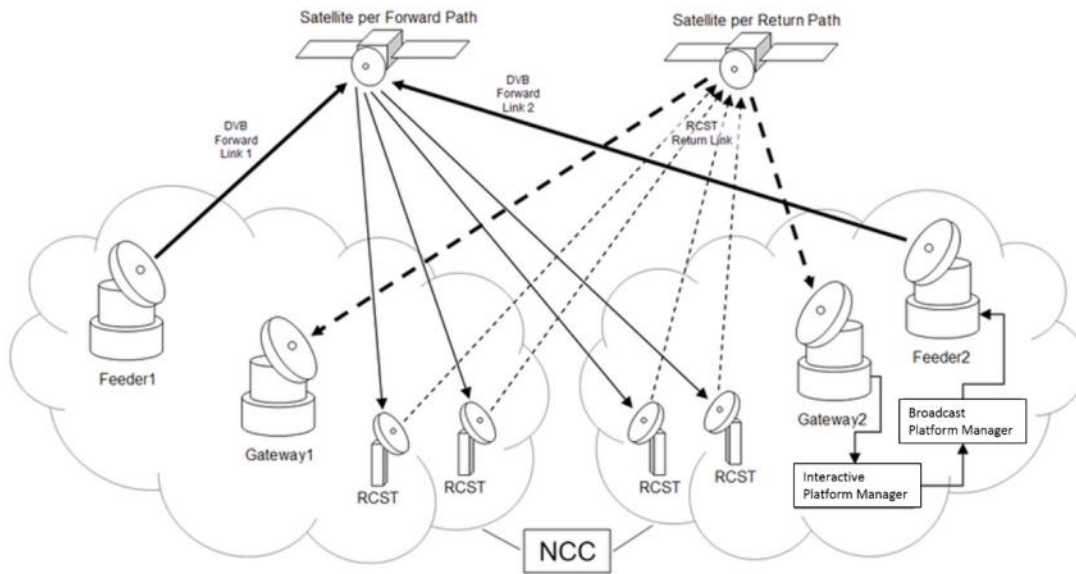 Satellite per Forward Path
Satellite per Return Path
DVB
Forward
Link 1
DVB
Forward
Link 2
RCST
Return Link
Feeder1
Gateway1
RCST
RCST
RCST
RCST
Gateway2
Feeder2
Broadcast
Platform Manager
Interactive
Platform Manager
NCC